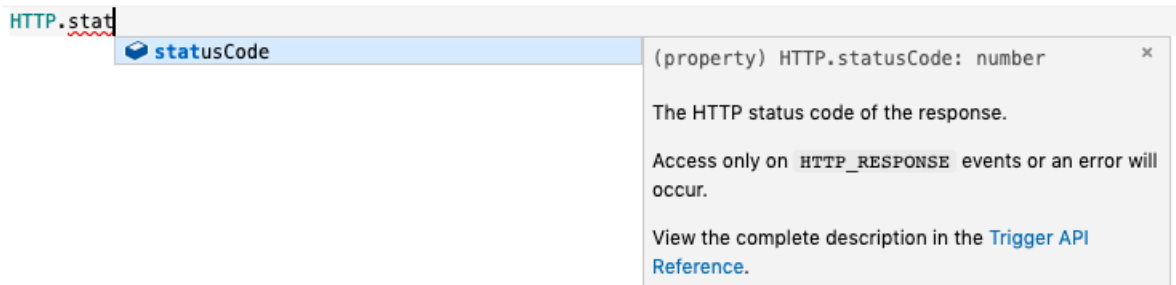 HTTP.stat
statusCode
(property) HTTP.statusCode: number ×
The HTTP status code of the response.
Access only on HTTP_RESPONSE events or an error will
occur.
View the complete description in the Trigger API
Reference.